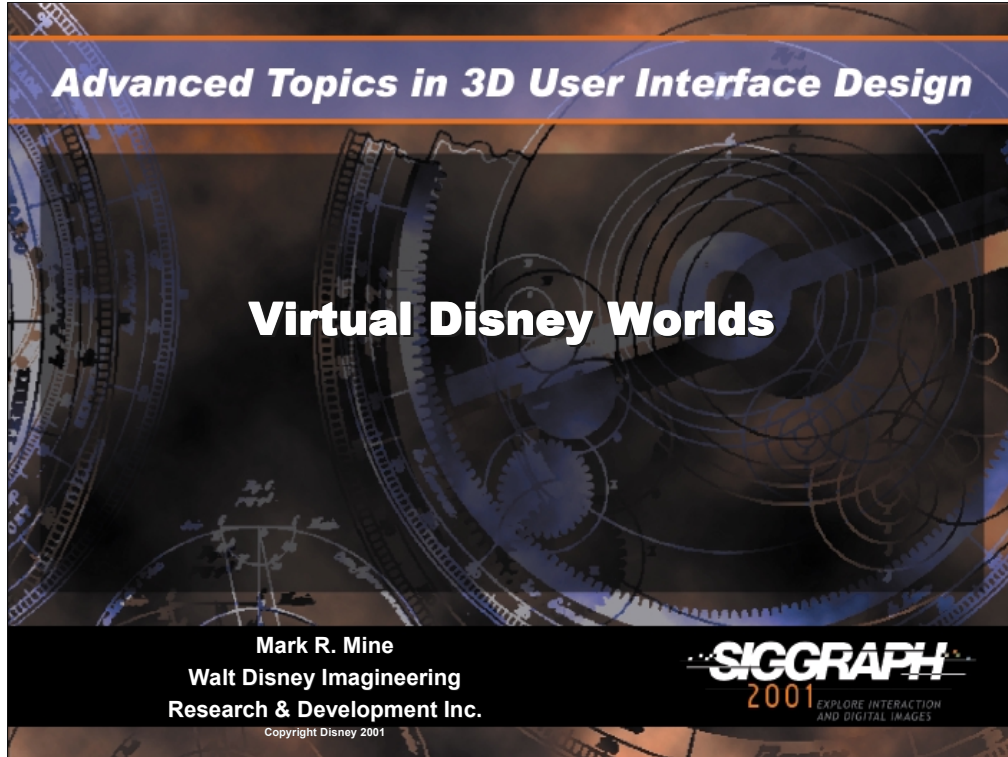 Advanced Topics in 3D User Interface Design
Virtual Disney Worlds
Mark R. Mine
Walt Disney Imagineering
Research & Development Inc.
Copyright Disney 2001
SIGGRAPH
2001 EXPLORE INTERACTION
AND DIGITAL IMAGES